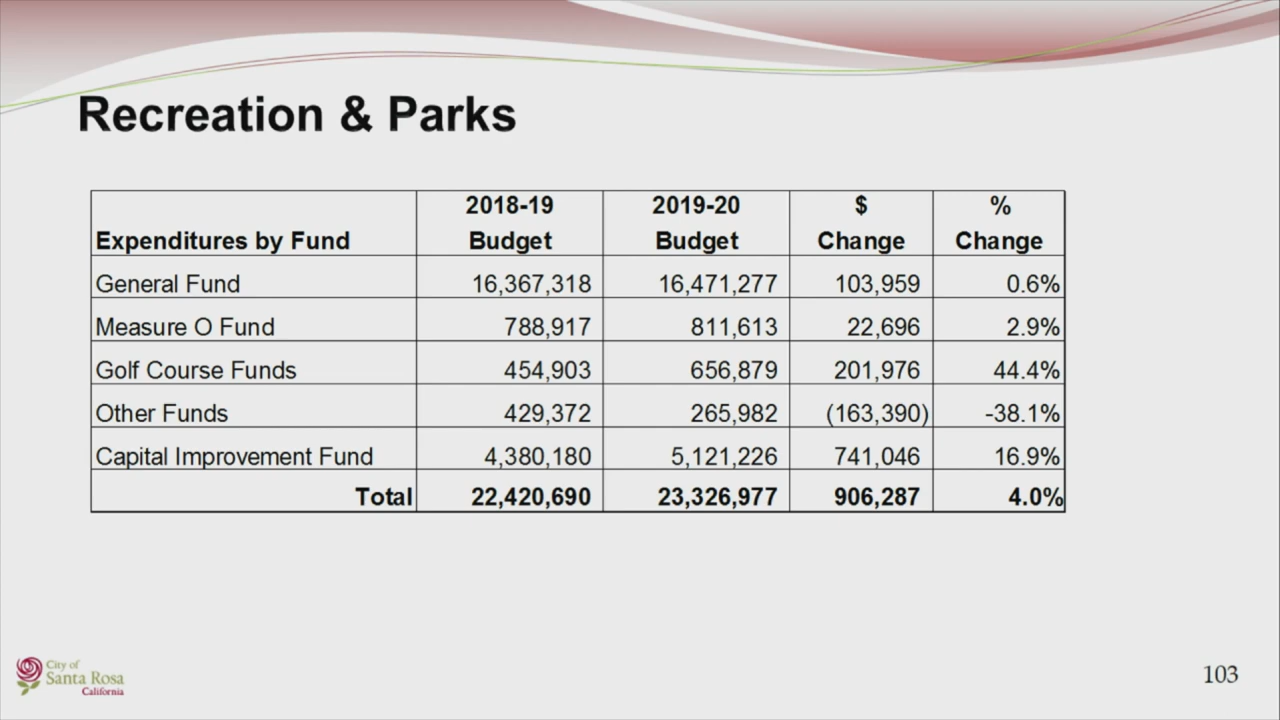 Recreation & Parks
Expenditures by Fund 2018-19 Budget 2019-20 Budget $ Change % Change
General Fund 16,367,318 16,471,277 103,959 0.6%
Measure O Fund 788,917 811,613 22,696 2.9%
Golf Course Funds 454,903 656,879 201,976 44.4%
Other Funds 429,372 265,982 (163,390) -38.1%
Capital Improvement Fund 4,380,180 5,121,226 741,046 16.9%
Total 22,420,690 23,326,977 906,287 4.0%
City of
Santa Rosa
California
103